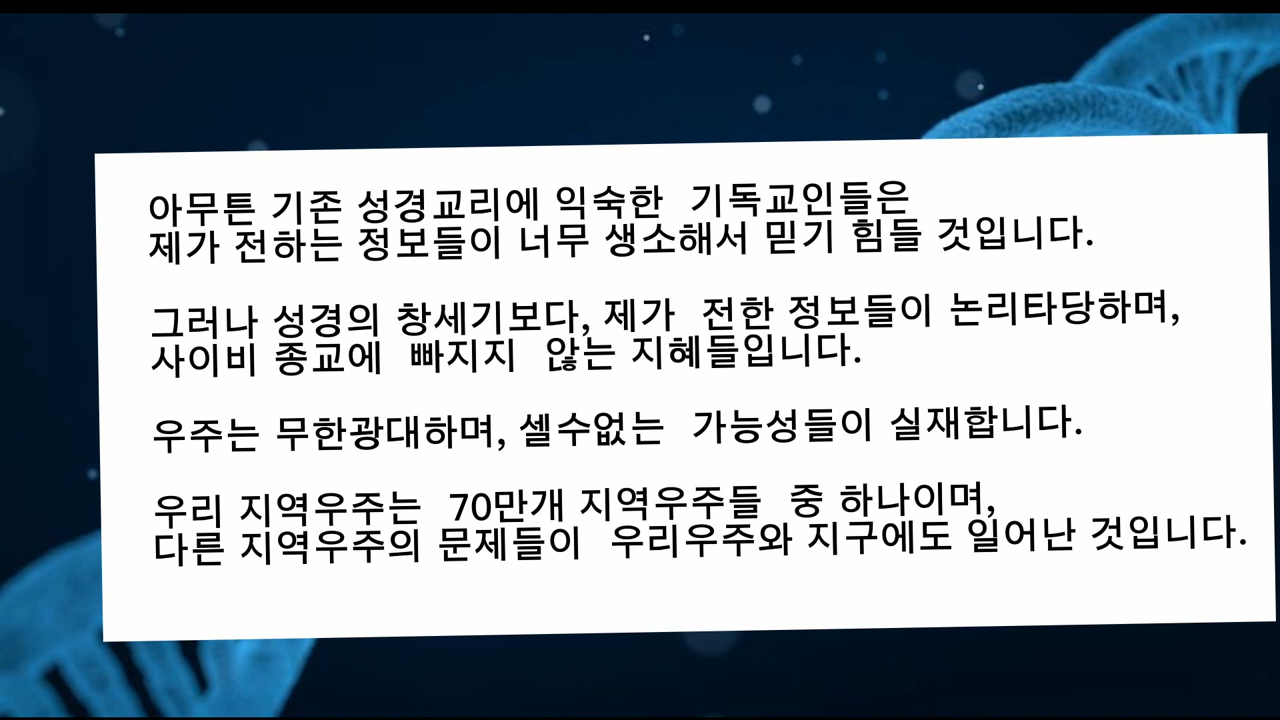 아무튼 기존 성경교리에 익숙한 기독교인들은
제가 전하는 정보들이 너무 생소해서 믿기 힘들 것입니다.
그러나 성경의 창세기보다, 제가 전한 정보들이 논리타당하며,
사이비 종교에 빠지지 않는 지혜들입니다.
우주는 무한광대하며, 셀수없는 가능성들이 실재합니다.
우리 지역우주는 70만개 지역우주들 중 하나이며,
다른 지역우주의 문제들이 우리우주와 지구에도 일어난 것입니다.